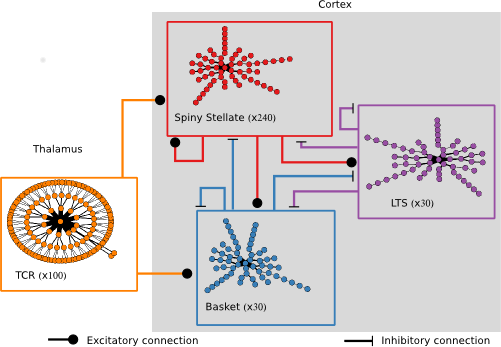 Cortex
Spiny Stellate (x240)
Thalamus
LTS (x30)
TCR (x100)
Basket (x30)
Excitatory connection
Inhibitory connection